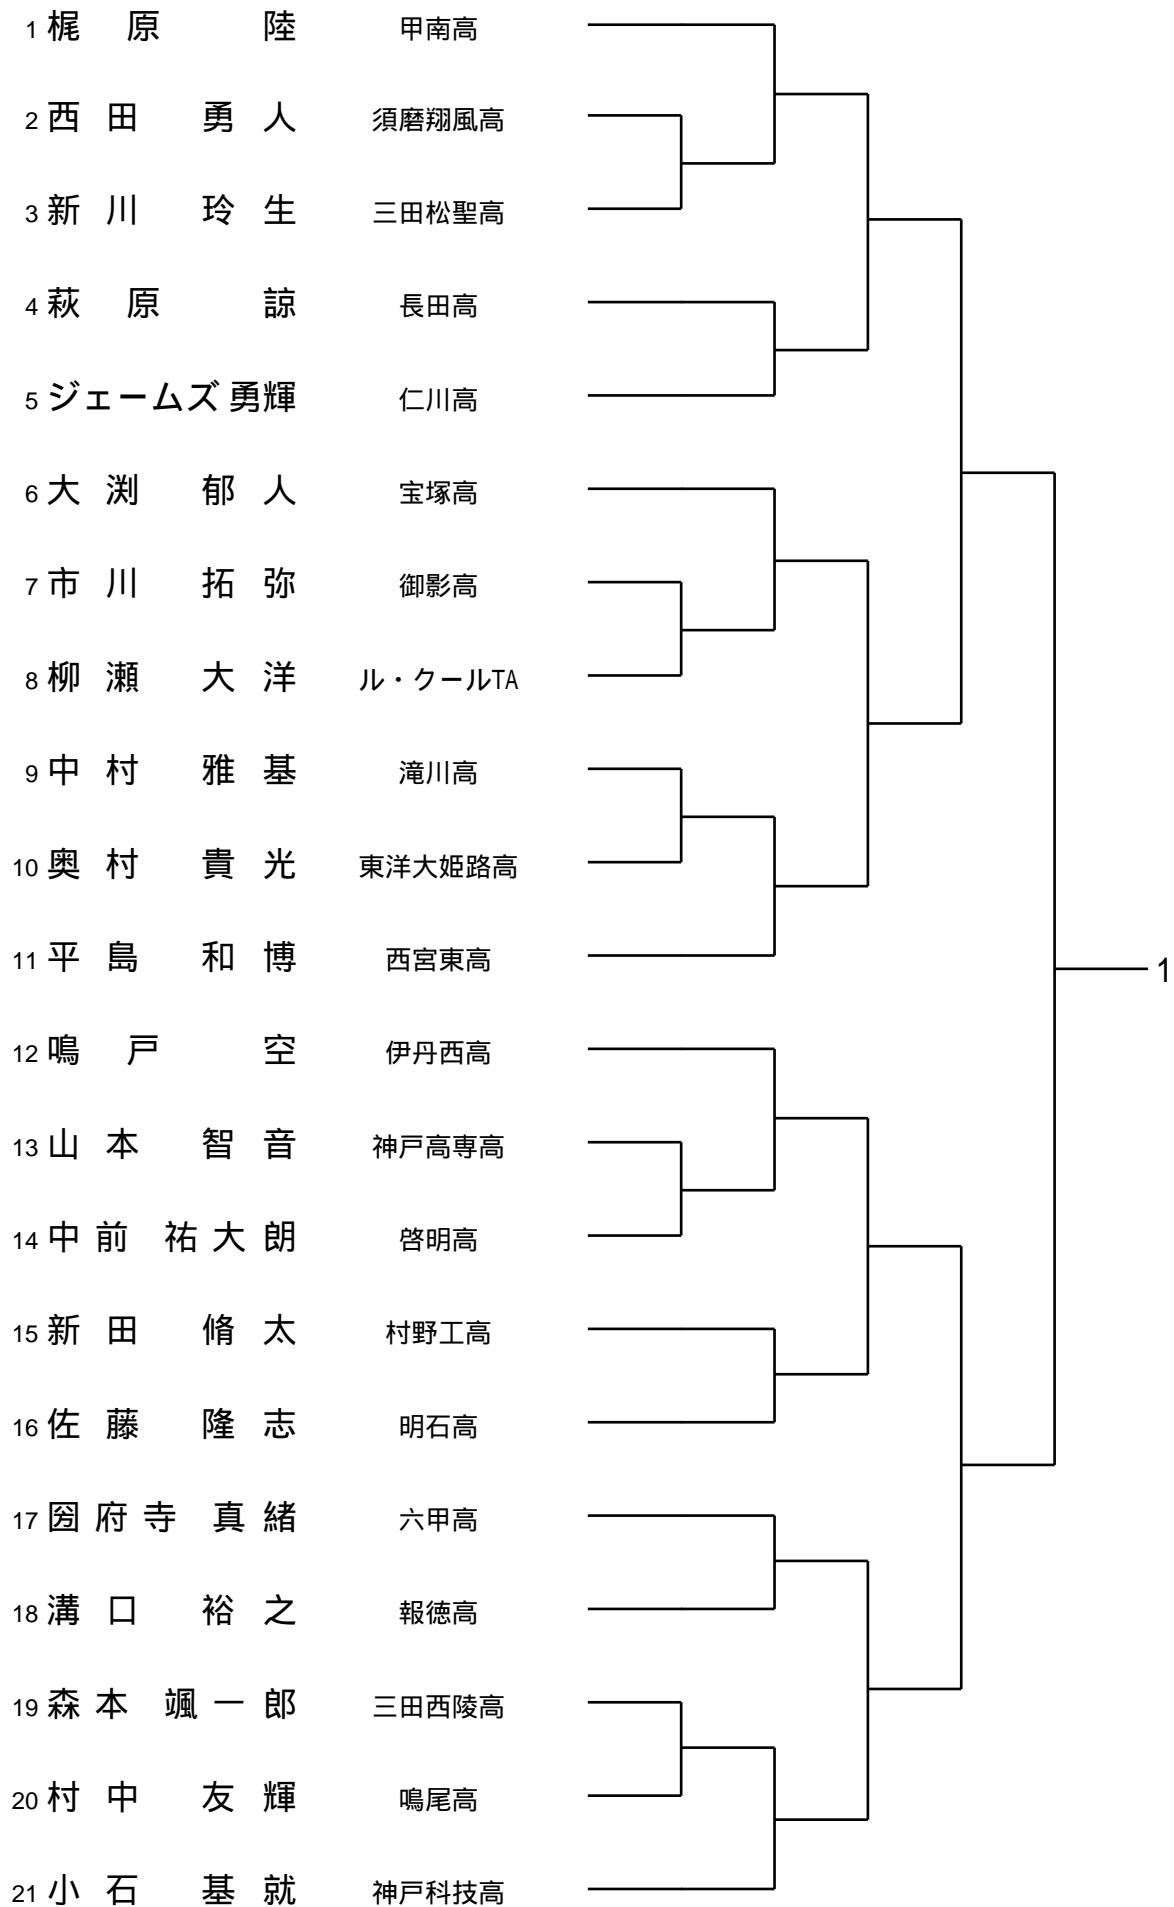 1 梶原 陸 甲南高
2 西田 勇人 須磨翔風高
3 新川 玲生 三田松聖高
4 萩原 諒 長田高
5 ジェームズ 勇輝 仁川高
6 大渕 郁人 宝塚高
7 市川 拓弥 御影高
8 柳瀬 大洋 ル・クールTA
9 中村 雅基 滝川高
10 奥村 貴光 東洋大姫路高
11 平島 和博 西宮東高
1
12 鳴戸 空 伊丹西高
13 山本 智音 神戸高専高
14 中前 祐大朗 啓明高
15 新田 脩太 村野工高
16 佐藤 隆志 明石高
17 圀府寺 真緒 六甲高
18 溝口 裕之 報徳高
19 森本 颯一郎 三田西陵高
20 村中 友輝 鳴尾高
21 小石 基就 神戸科技高